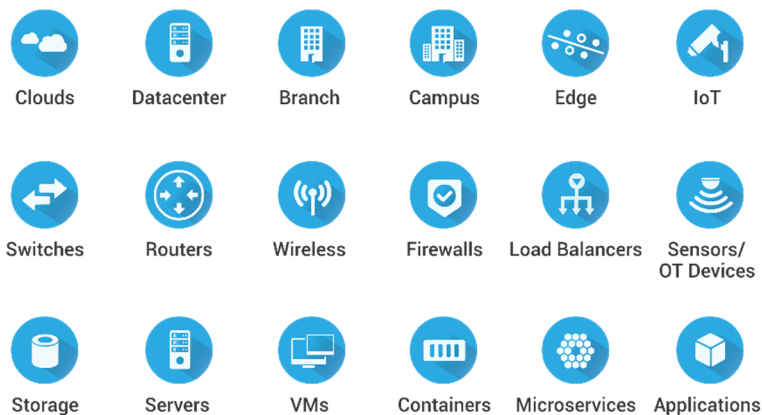 Clouds
Datacenter
Branch
Campus
Edge
IoT
Switches
Routers
Wireless
Firewalls
Load Balancers
Sensors/
OT Devices
Storage
Servers
VMs
Containers
Microservices
Applications